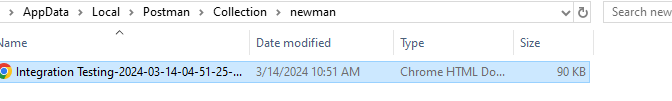 > AppData > Local > Postman > Collection > newman
Search new
Name Date modified Type Size
Integration Testing-2024-03-14-04-51-25-... 3/14/2024 10:51 AM Chrome HTML Do... 90 KB